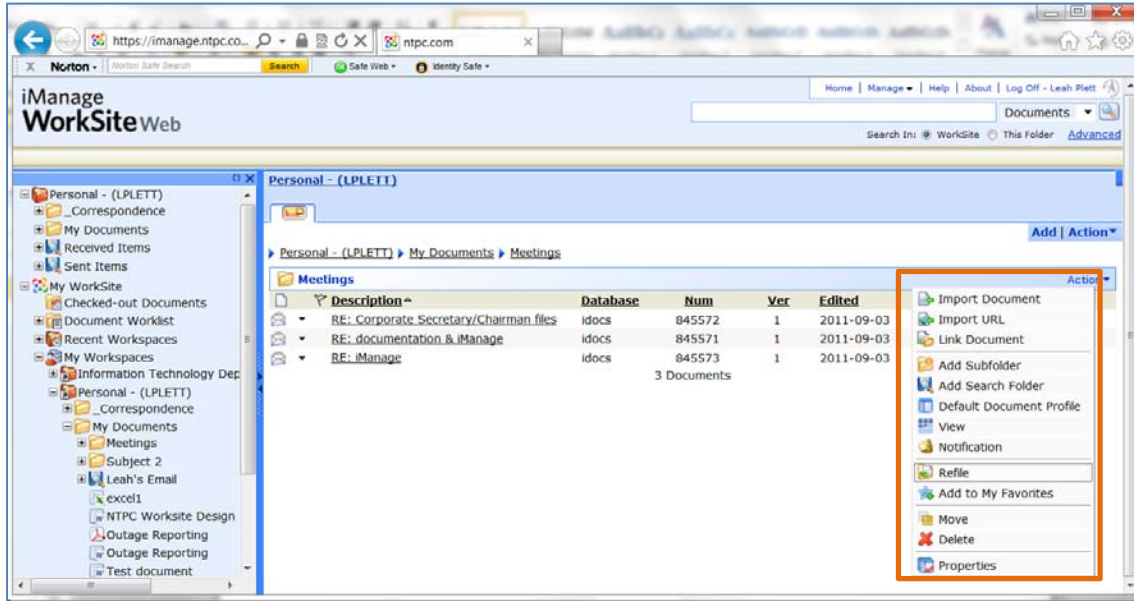 https://imanage.ntpc.co...
ntpc.com
X Norton - Norton Safe Search Search Safe Web - Identity Safe -
Home | Manage | Help | About | Log Off - Leah Plett
iManage
WorkSite Web
Documents
Search In: WorkSite This Folder Advanced
Personal - (LPLETT)
_Correspondence
My Documents
Received Items
Sent Items
My WorkSite
Checked-out Documents
Document Worklist
Recent Workspaces
My Workspaces
Information Technology Dep
Personal - (LPLETT)
_Correspondence
My Documents
Meetings
Subject 2
Leah's Email
excel1
NTPC Worksite Design
Outage Reporting
Outage Reporting
Test document
Personal - (LPLETT)
Add | Action
Personal - (LPLETT) My Documents Meetings
Meetings Action
Description Database Num Ver Edited
RE: Corporate Secretary/Chairman files idocs 845572 1 2011-09-03
RE: documentation & iManage idocs 845571 1 2011-09-03
RE: iManage idocs 845573 1 2011-09-03
3 Documents
Import Document
Import URL
Link Document
Add Subfolder
Add Search Folder
Default Document Profile
View
Notification
Refile
Add to My Favorites
Move
Delete
Properties